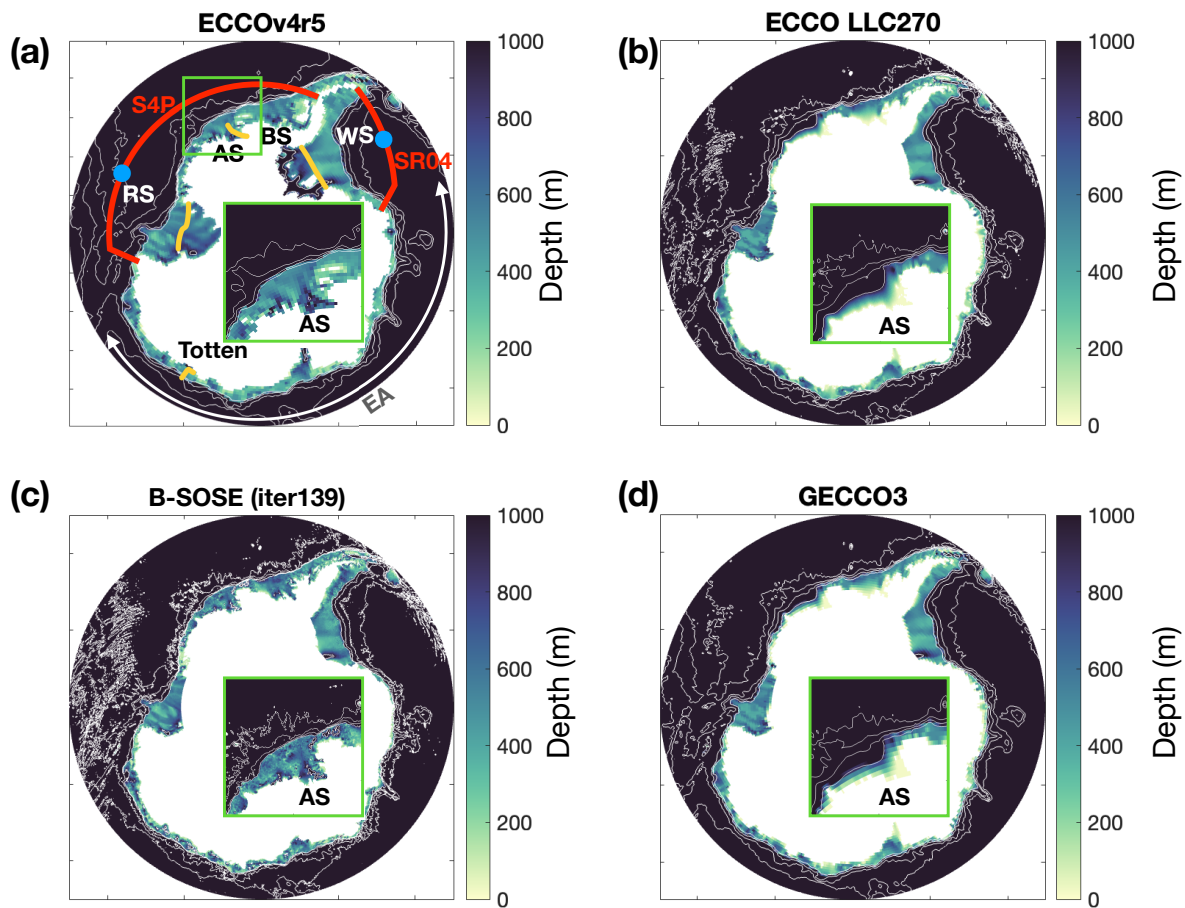 (a)
ECCOv4r5
S4P
AS
BS
WS
SR04
RS
AS
Totten
EA
1000
800
600
400
200
0
Depth (m)
(b)
ECCO LLC270
AS
1000
800
600
400
200
0
Depth (m)
(c)
B-SOSE (iter139)
AS
1000
800
600
400
200
0
Depth (m)
(d)
GECCO3
AS
1000
800
600
400
200
0
Depth (m)